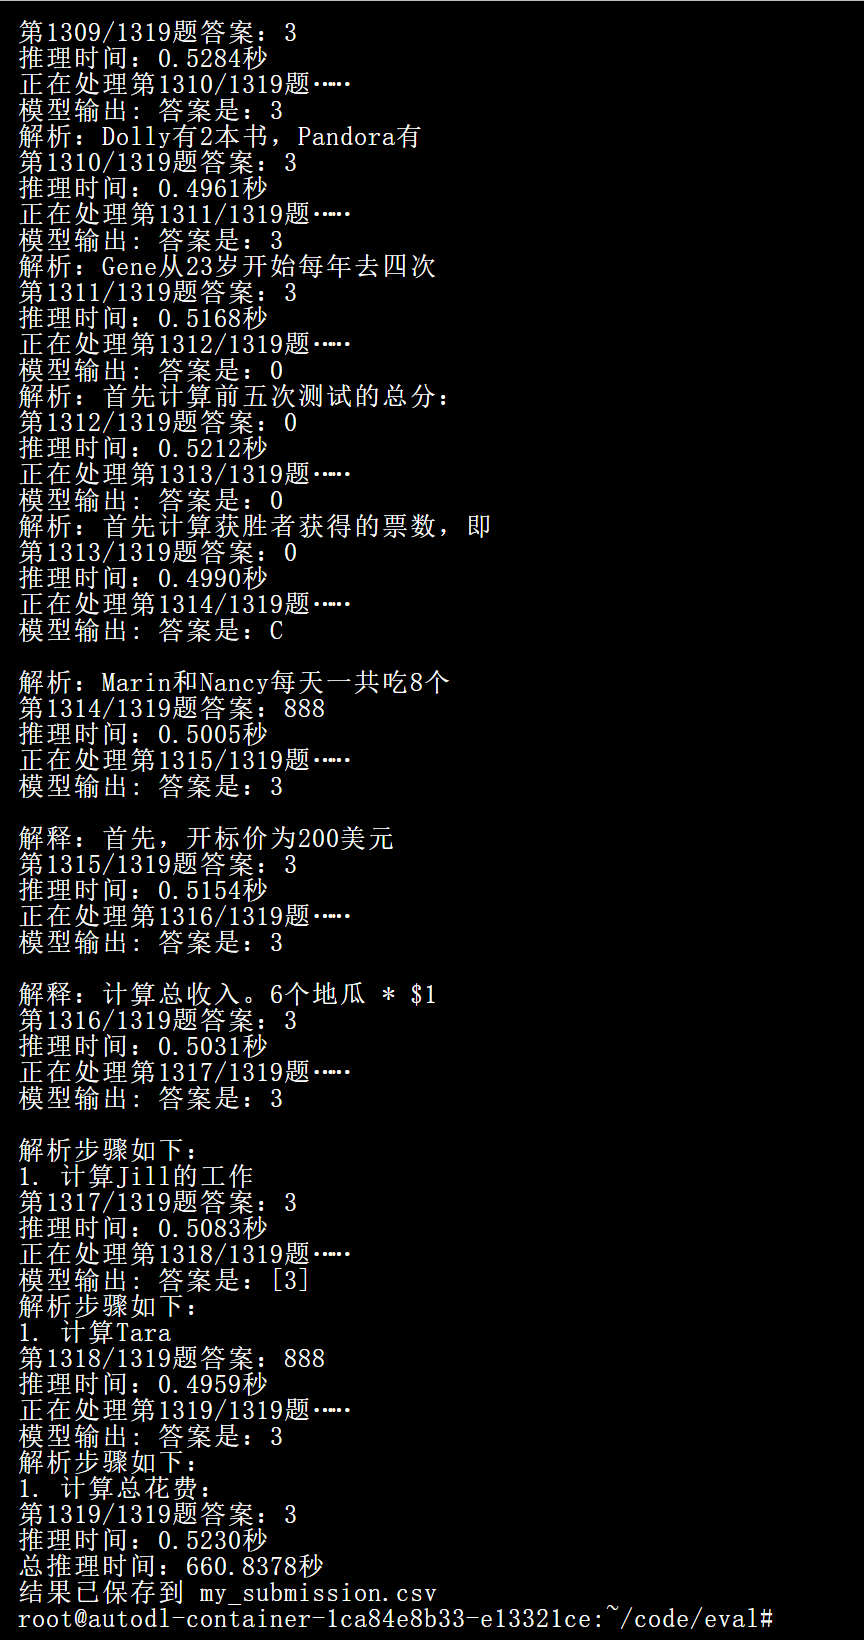 第1309/1319题答案：3
推理时间：0.5284秒
正在处理第1310/1319题……
模型输出: 答案是：3
解析：Dolly有2本书，Pandora有
第1310/1319题答案：3
推理时间：0.4961秒
正在处理第1311/1319题……
模型输出: 答案是：3
解析：Gene从23岁开始每年去四次
第1311/1319题答案：3
推理时间：0.5168秒
正在处理第1312/1319题……
模型输出: 答案是：0
解析：首先计算前五次测试的总分：
第1312/1319题答案：0
推理时间：0.5212秒
正在处理第1313/1319题……
模型输出: 答案是：0
解析：首先计算获胜者获得的票数，即
第1313/1319题答案：0
推理时间：0.4990秒
正在处理第1314/1319题……
模型输出: 答案是：C
解析：Marin和Nancy每天一共吃8个
第1314/1319题答案：888
推理时间：0.5005秒
正在处理第1315/1319题……
模型输出: 答案是：3
解释：首先，开标价为200美元
第1315/1319题答案：3
推理时间：0.5154秒
正在处理第1316/1319题……
模型输出: 答案是：3
解释：计算总收入。6个地瓜 * $1
第1316/1319题答案：3
推理时间：0.5031秒
正在处理第1317/1319题……
模型输出: 答案是：3
解析步骤如下：
1. 计算Jill的工作
第1317/1319题答案：3
推理时间：0.5083秒
正在处理第1318/1319题……
模型输出: 答案是：[3]
解析步骤如下：
1. 计算Tara
第1318/1319题答案：888
推理时间：0.4959秒
正在处理第1319/1319题……
模型输出: 答案是：3
解析步骤如下：
1. 计算总花费：
第1319/1319题答案：3
推理时间：0.5230秒
总推理时间：660.8378秒
结果已保存到 my_submission.csv
root@autodl-container-1ca84e8b33-e13321ce:~/code/eval#